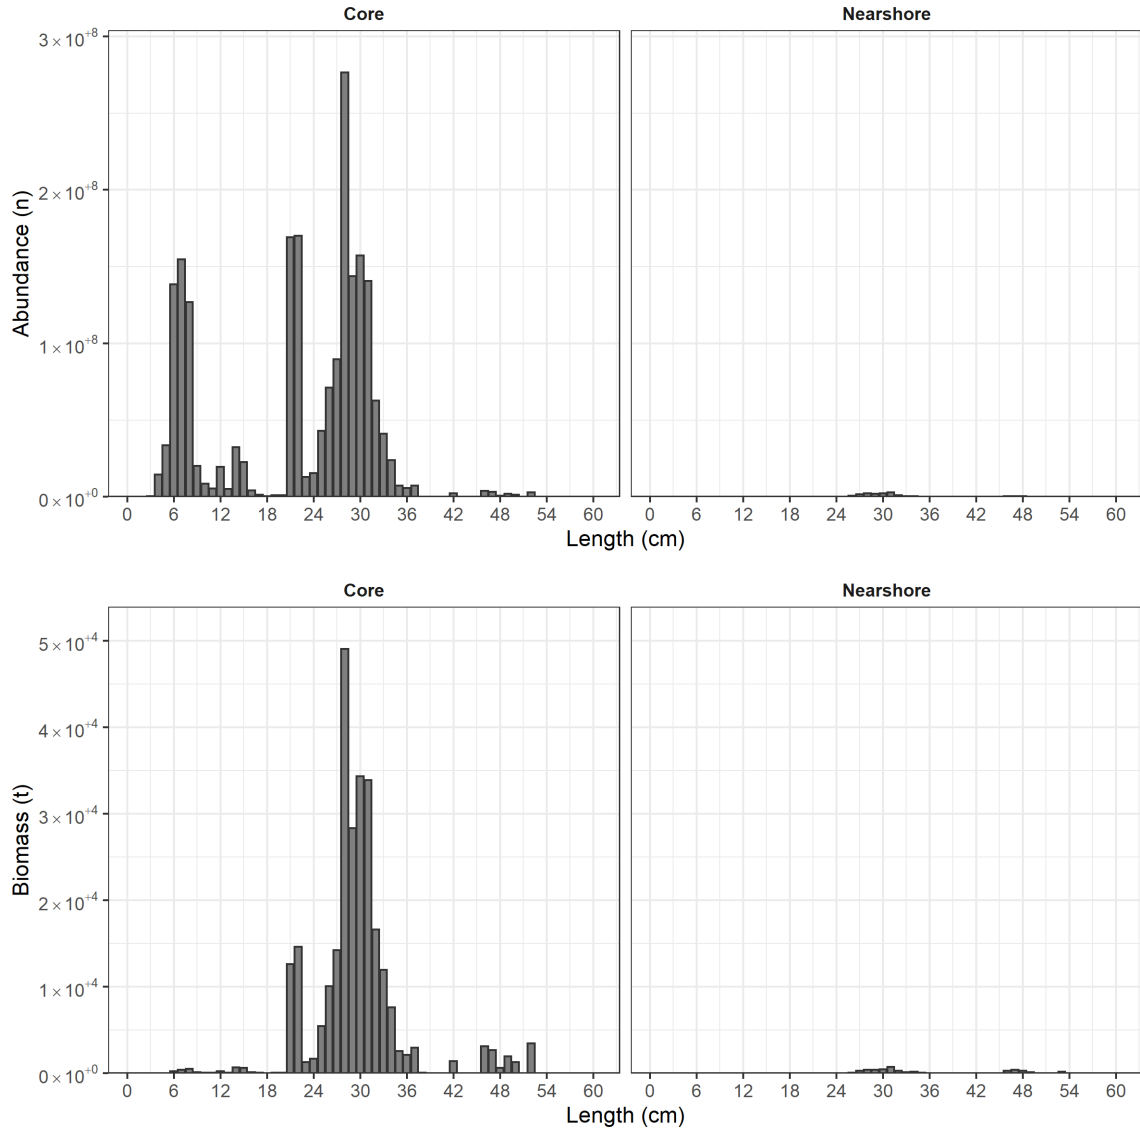 Core Nearshore
3 × 10⁺⁸
2 × 10⁺⁸
1 × 10⁺⁸
0 × 10⁺⁰
Abundance (n)
0 6 12 18 24 30 36 42 48 54 60 0 6 12 18 24 30 36 42 48 54 60
Length (cm)
Core Nearshore
5 × 10⁺⁴
4 × 10⁺⁴
3 × 10⁺⁴
2 × 10⁺⁴
1 × 10⁺⁴
0 × 10⁺⁰
Biomass (t)
0 6 12 18 24 30 36 42 48 54 60 0 6 12 18 24 30 36 42 48 54 60
Length (cm)